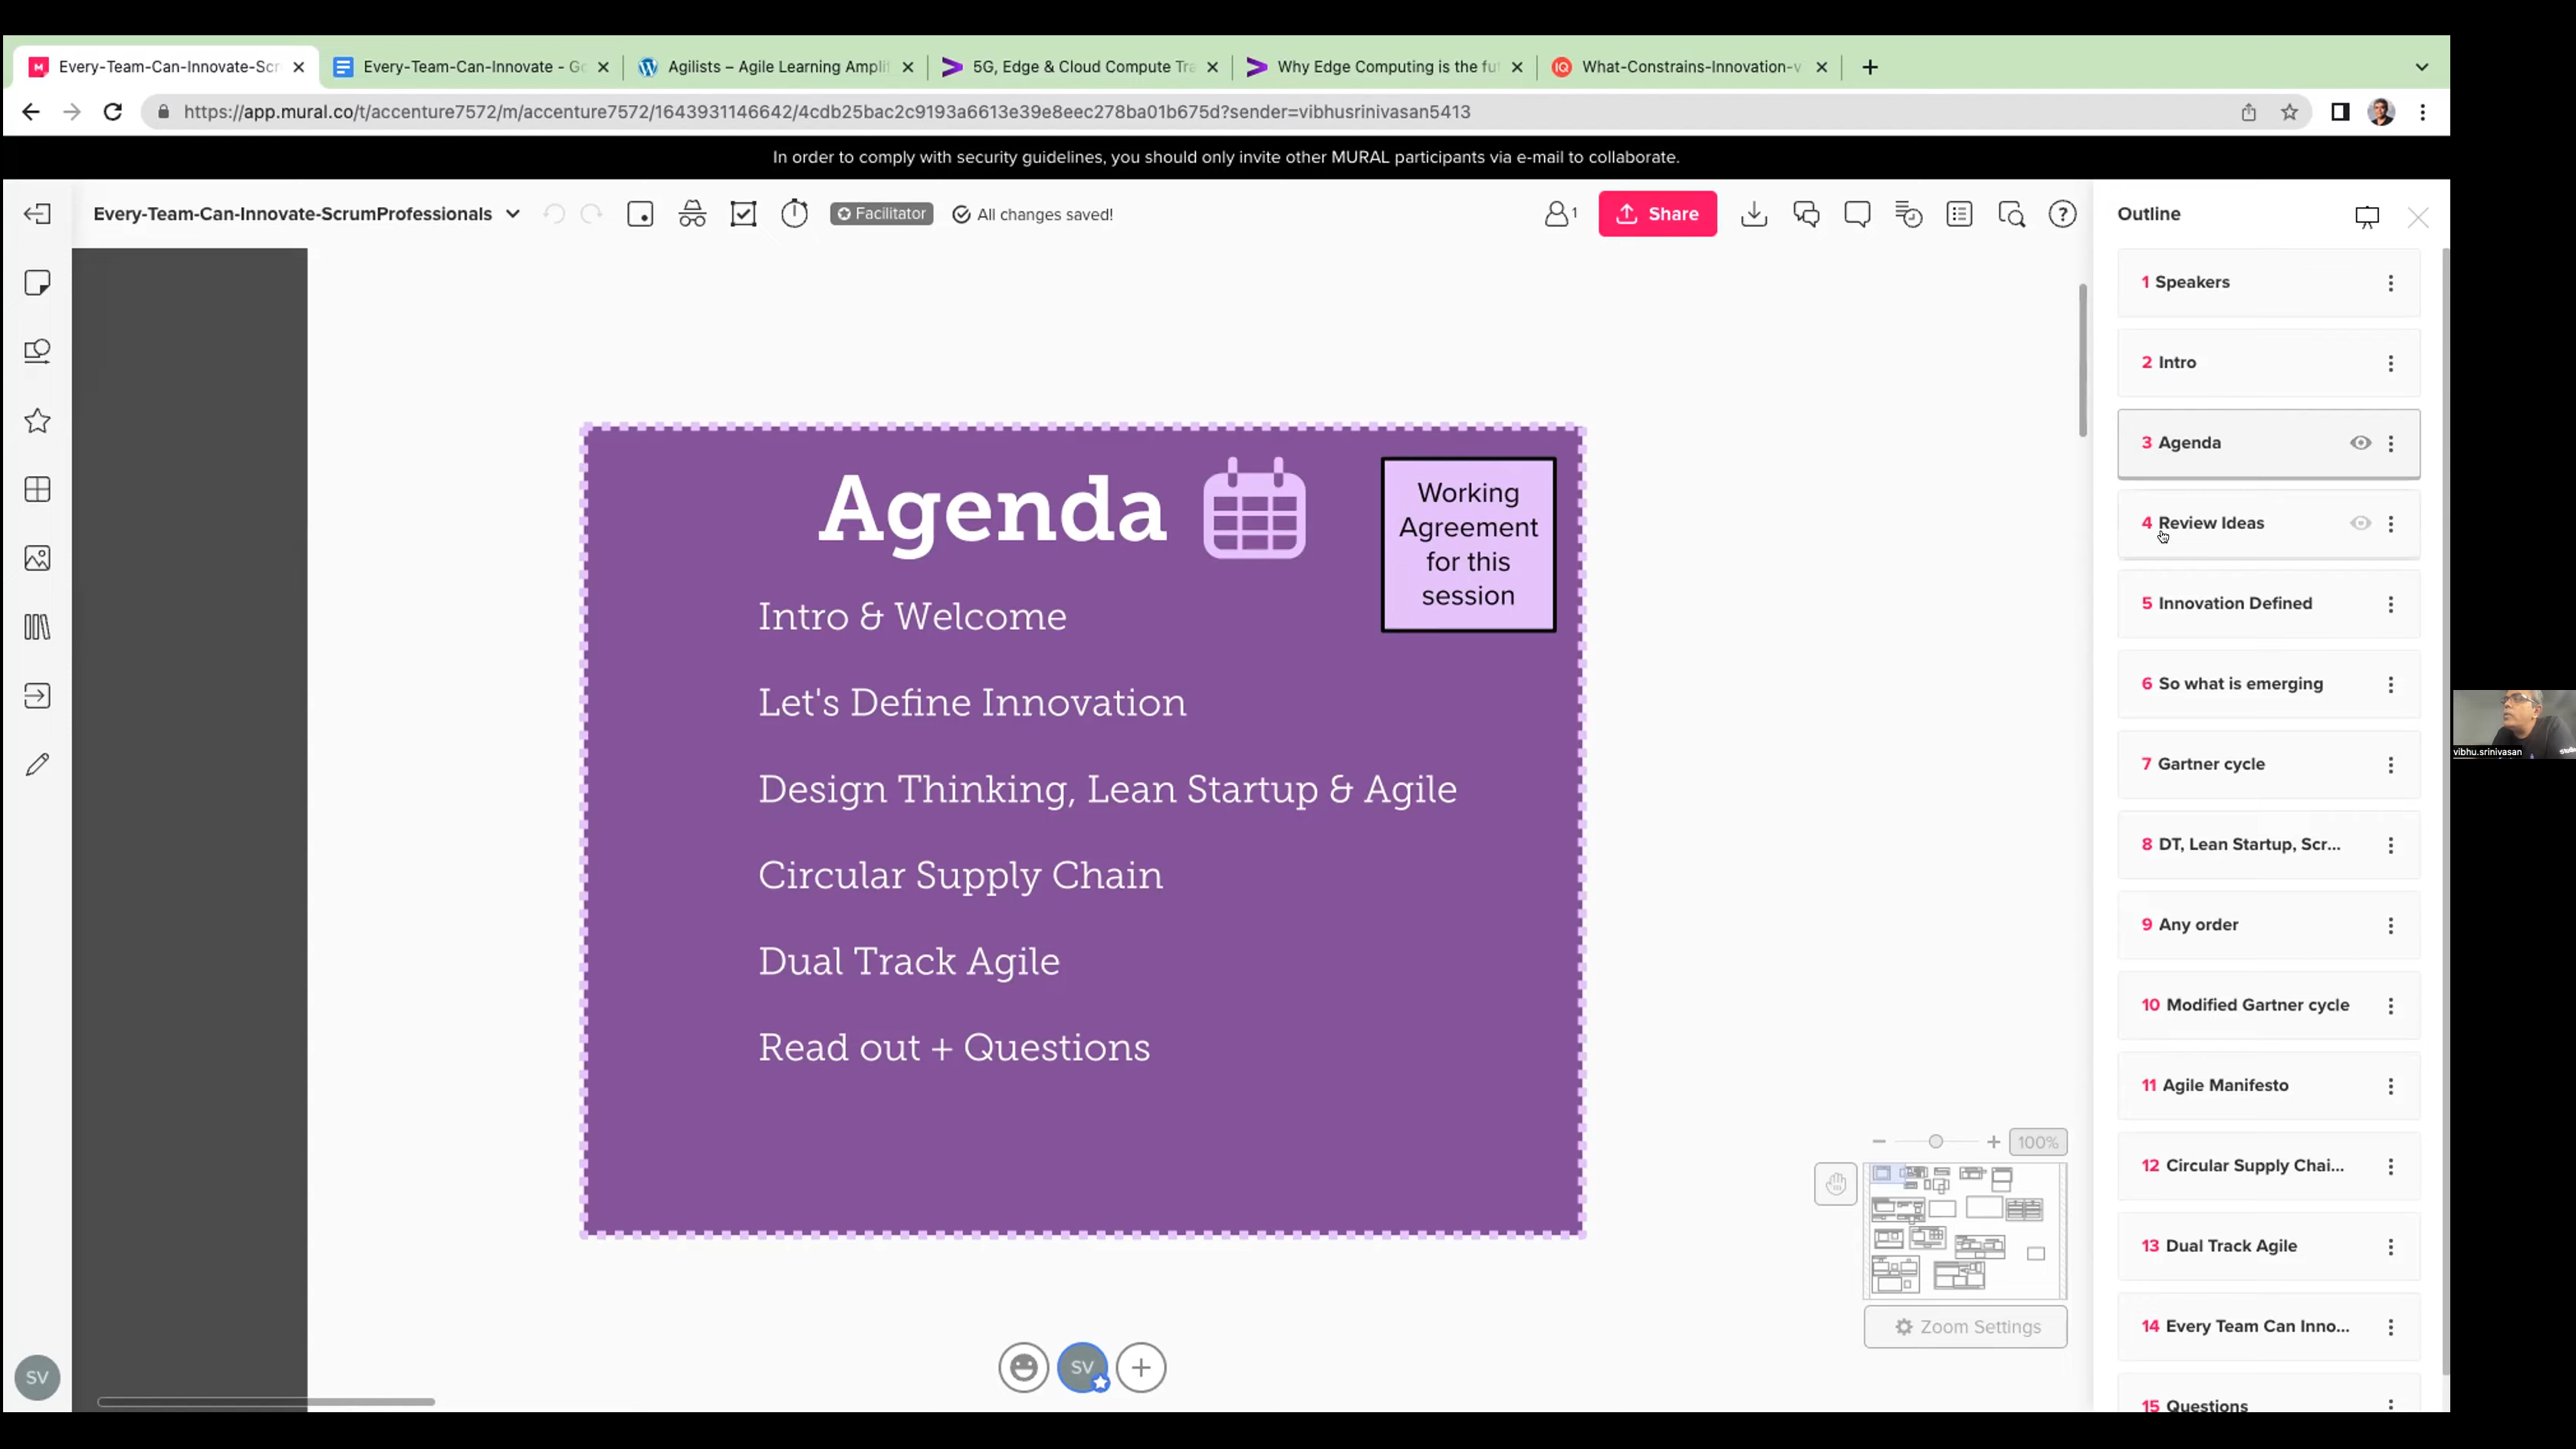 Every-Team-Can-Innovate-Scr
Every-Team-Can-Innovate - Go
Agilists – Agile Learning Amplif
5G, Edge & Cloud Compute Tra
Why Edge Computing is the fut
What-Constrains-Innovation-v
https://app.mural.co/t/accenture7572/m/accenture7572/1643931146642/4cdb25bac2c9193a6613e39e8eec278ba01b675d?sender=vibhusrinivasan5413
In order to comply with security guidelines, you should only invite other MURAL participants via e-mail to collaborate.
Every-Team-Can-Innovate-ScrumProfessionals
Facilitator
All changes saved!
1
Share
Outline
Agenda
Working
Agreement
for this
session
Intro & Welcome
Let's Define Innovation
Design Thinking, Lean Startup & Agile
Circular Supply Chain
Dual Track Agile
Read out + Questions
1 Speakers
2 Intro
3 Agenda
4 Review Ideas
5 Innovation Defined
6 So what is emerging
7 Gartner cycle
8 DT, Lean Startup, Scr...
9 Any order
10 Modified Gartner cycle
11 Agile Manifesto
12 Circular Supply Chai...
13 Dual Track Agile
14 Every Team Can Inno...
15 Questions
100%
Zoom Settings
SV
SV
vibhu.srinivasan